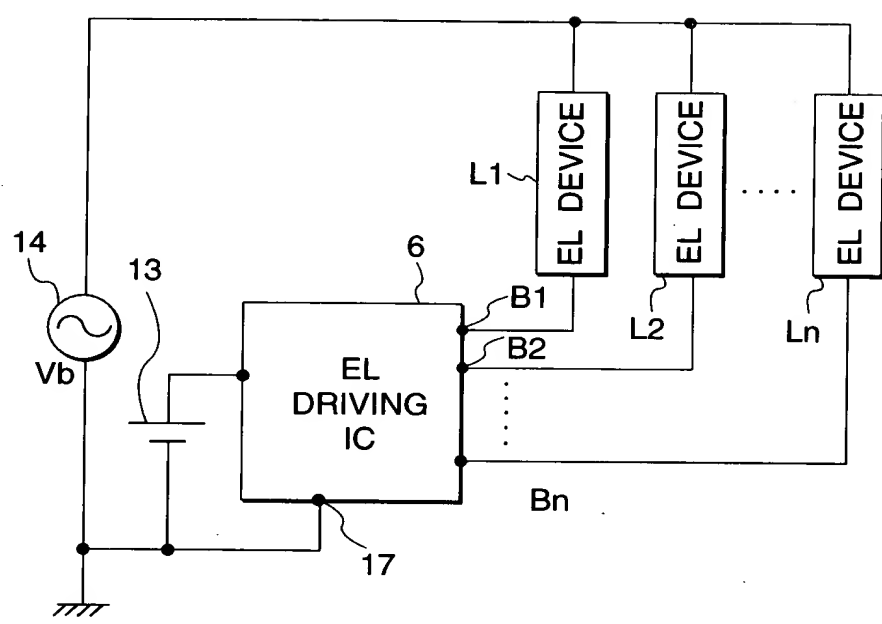 14
13
6
Vb
EL
DRIVING
IC
B1
B2
Bn
17
L1
EL DEVICE
L2
EL DEVICE
. . . .
Ln
EL DEVICE